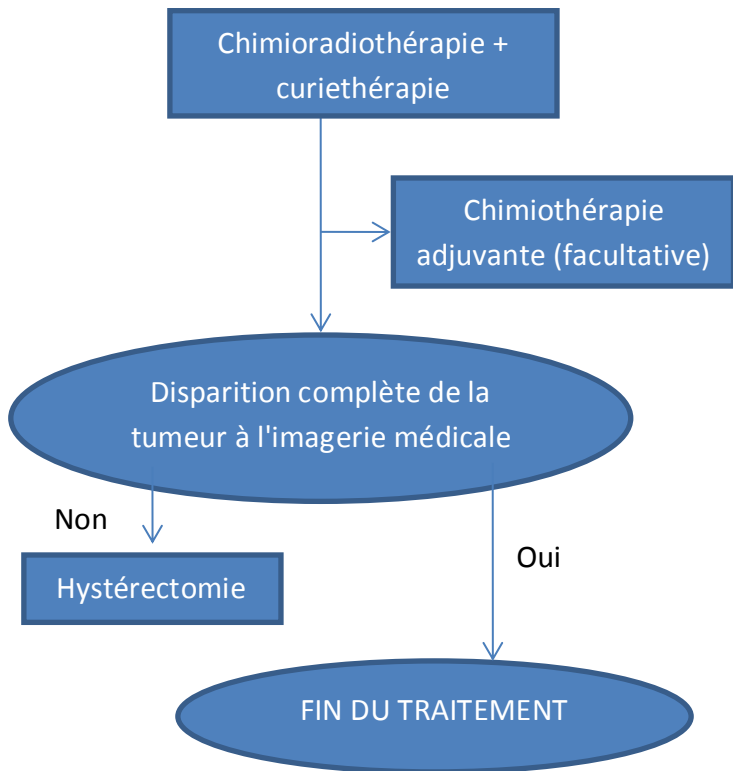 Chimioradiothérapie +
curiethérapie
Chimiothérapie
adjuvante (facultative)
Disparition complète de la
tumeur à l'imagerie médicale
Non
Oui
Hystérectomie
FIN DU TRAITEMENT